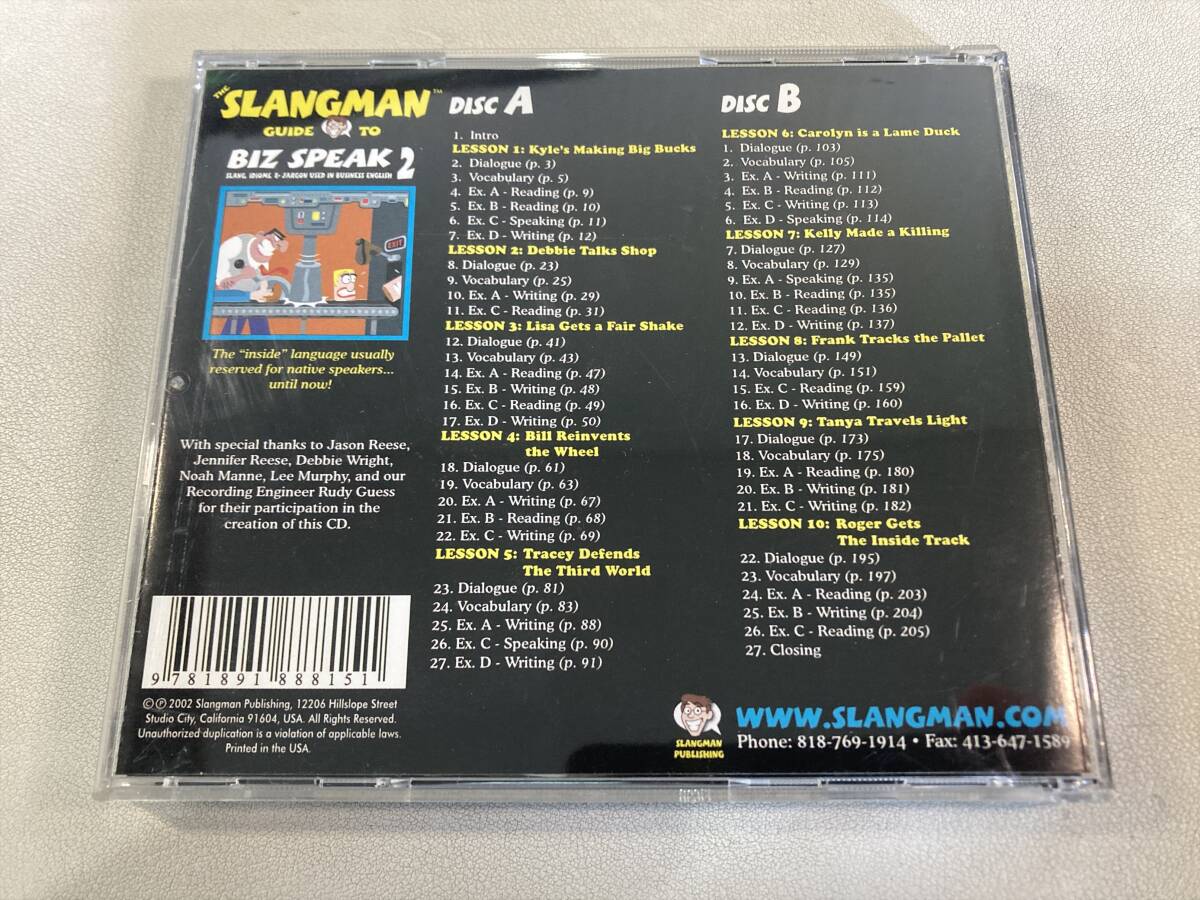 THE
SLANGMAN™
GUIDE TO
BIZ SPEAK 2
SLANG, IDIOMS, & JARGON USED IN BUSINESS ENGLISH
EXIT
The "inside" language usually
reserved for native speakers...
until now!
With special thanks to Jason Reese,
Jennifer Reese, Debbie Wright,
Noah Manne, Lee Murphy, and our
Recording Engineer Rudy Guess
for their participation in the
creation of this CD.
9 781891 888151
©℗ 2002 Slangman Publishing, 12206 Hillslope Street
Studio City, California 91604, USA. All Rights Reserved.
Unauthorized duplication is a violation of applicable laws.
Printed in the USA.
DISC A
1. Intro
LESSON 1: Kyle's Making Big Bucks
2. Dialogue (p. 3)
3. Vocabulary (p. 5)
4. Ex. A - Reading (p. 9)
5. Ex. B - Reading (p. 10)
6. Ex. C - Speaking (p. 11)
7. Ex. D - Writing (p. 12)
LESSON 2: Debbie Talks Shop
8. Dialogue (p. 23)
9. Vocabulary (p. 25)
10. Ex. A - Writing (p. 29)
11. Ex. C - Reading (p. 31)
LESSON 3: Lisa Gets a Fair Shake
12. Dialogue (p. 41)
13. Vocabulary (p. 43)
14. Ex. A - Reading (p. 47)
15. Ex. B - Writing (p. 48)
16. Ex. C - Reading (p. 49)
17. Ex. D - Writing (p. 50)
LESSON 4: Bill Reinvents
the Wheel
18. Dialogue (p. 61)
19. Vocabulary (p. 63)
20. Ex. A - Writing (p. 67)
21. Ex. B - Reading (p. 68)
22. Ex. C - Writing (p. 69)
LESSON 5: Tracey Defends
The Third World
23. Dialogue (p. 81)
24. Vocabulary (p. 83)
25. Ex. A - Writing (p. 88)
26. Ex. C - Speaking (p. 90)
27. Ex. D - Writing (p. 91)
DISC B
LESSON 6: Carolyn is a Lame Duck
1. Dialogue (p. 103)
2. Vocabulary (p. 105)
3. Ex. A - Writing (p. 111)
4. Ex. B - Reading (p. 112)
5. Ex. C - Writing (p. 113)
6. Ex. D - Speaking (p. 114)
LESSON 7: Kelly Made a Killing
7. Dialogue (p. 127)
8. Vocabulary (p. 129)
9. Ex. A - Speaking (p. 135)
10. Ex. B - Reading (p. 135)
11. Ex. C - Reading (p. 136)
12. Ex. D - Writing (p. 137)
LESSON 8: Frank Tracks the Pallet
13. Dialogue (p. 149)
14. Vocabulary (p. 151)
15. Ex. C - Reading (p. 159)
16. Ex. D - Writing (p. 160)
LESSON 9: Tanya Travels Light
17. Dialogue (p. 173)
18. Vocabulary (p. 175)
19. Ex. A - Reading (p. 180)
20. Ex. B - Writing (p. 181)
21. Ex. C - Writing (p. 182)
LESSON 10: Roger Gets
The Inside Track
22. Dialogue (p. 195)
23. Vocabulary (p. 197)
24. Ex. A - Reading (p. 203)
25. Ex. B - Writing (p. 204)
26. Ex. C - Reading (p. 205)
27. Closing
SLANGMAN
PUBLISHING
WWW.SLANGMAN.COM
Phone: 818-769-1914 • Fax: 413-647-1589